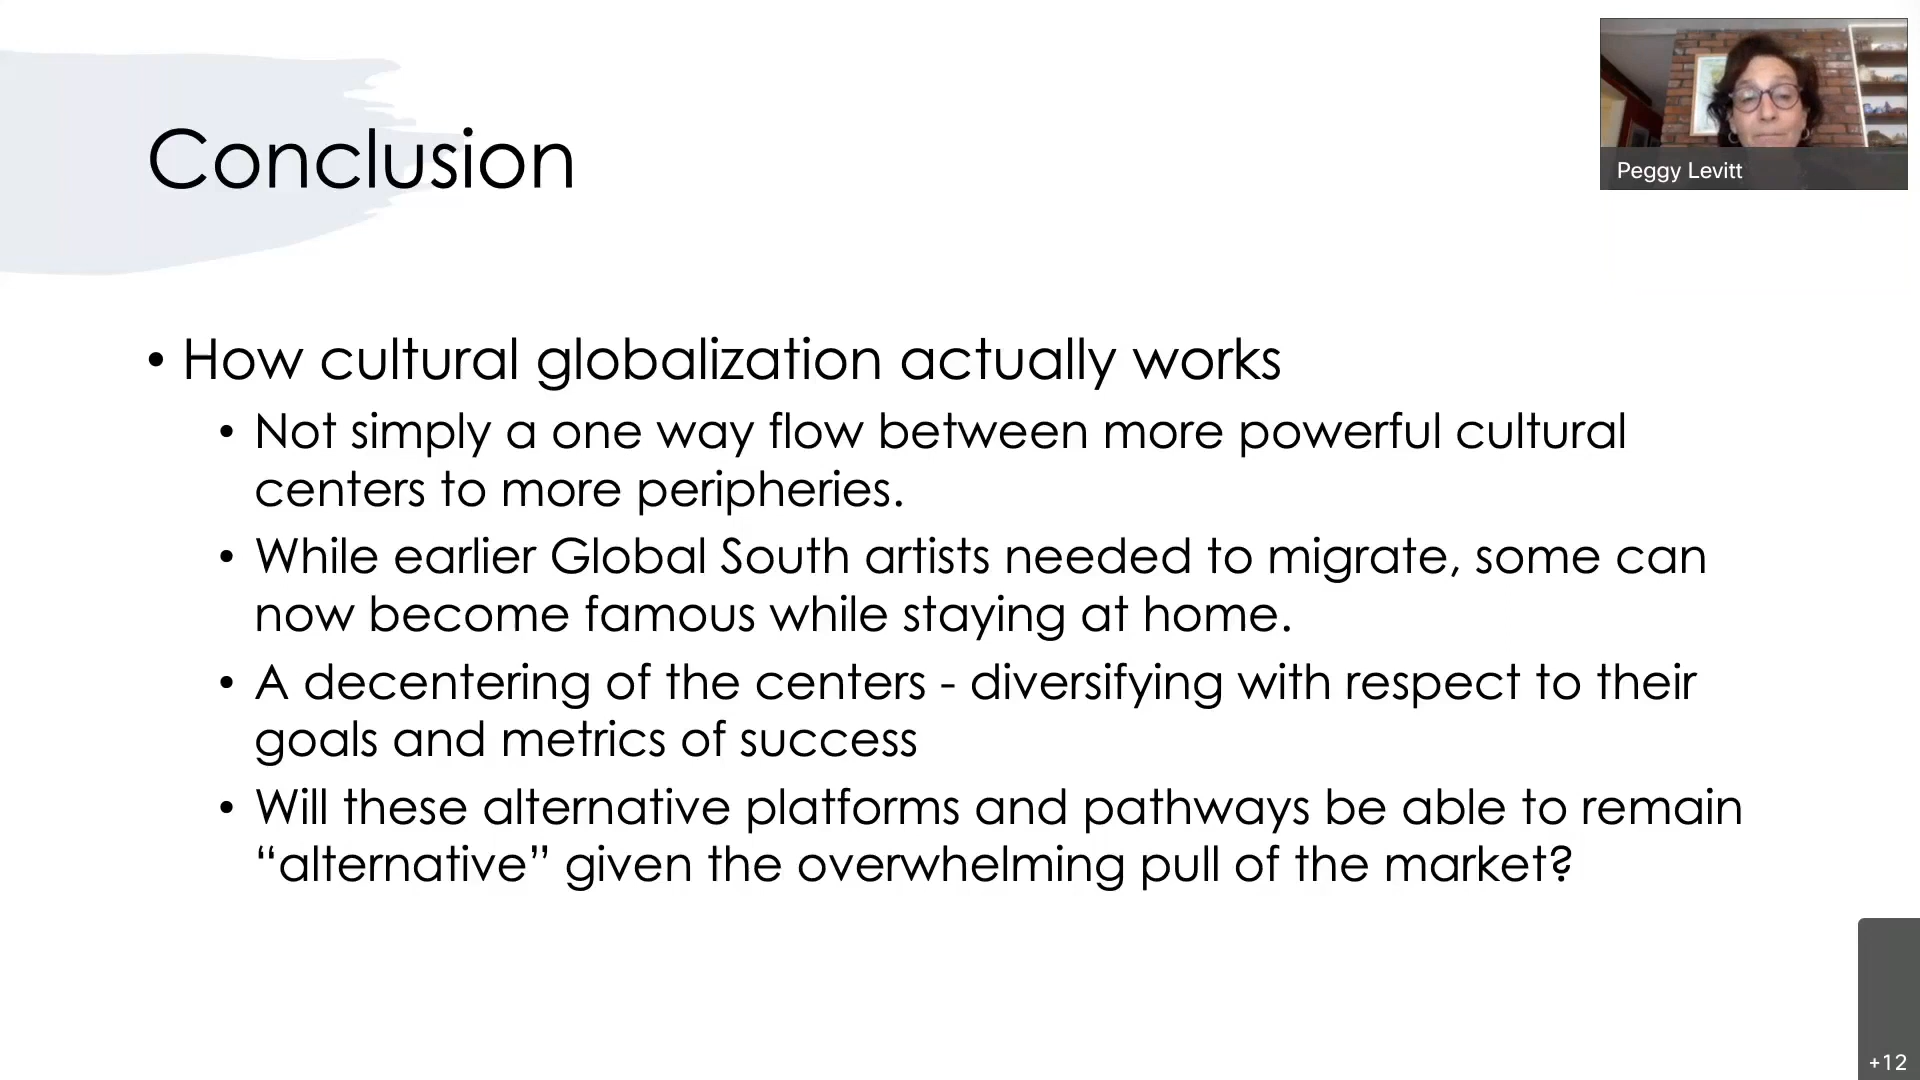 Conclusion
Peggy Levitt
• How cultural globalization actually works
• Not simply a one way flow between more powerful cultural
centers to more peripheries.
• While earlier Global South artists needed to migrate, some can
now become famous while staying at home.
• A decentering of the centers - diversifying with respect to their
goals and metrics of success
• Will these alternative platforms and pathways be able to remain
“alternative” given the overwhelming pull of the market?
+12